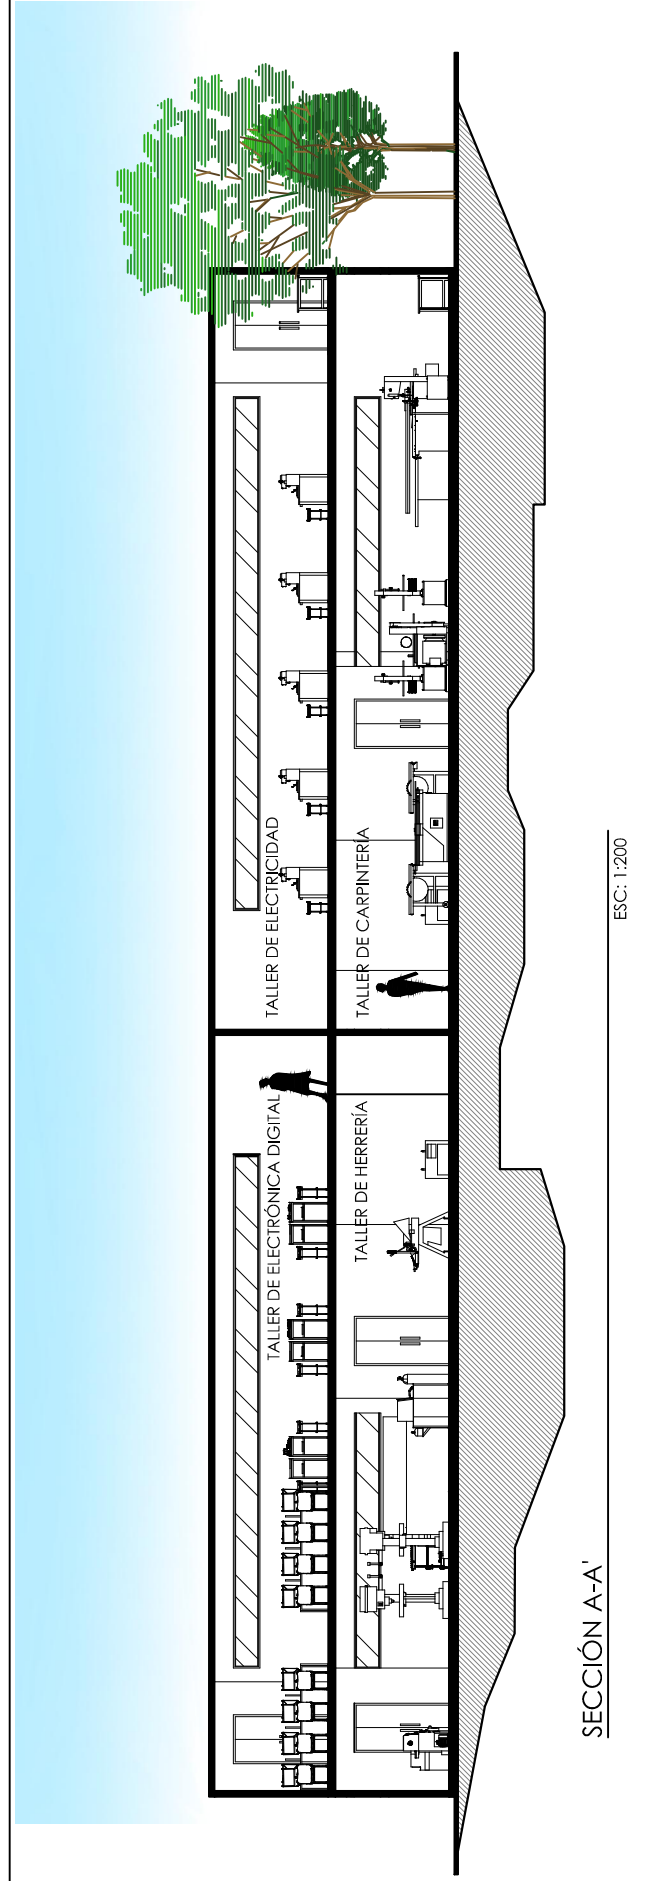 TALLER DE ELECTRÓNICA DIGITAL
TALLER DE ELECTRICIDAD
TALLER DE HERRERÍA
TALLER DE CARPINTERÍA
SECCIÓN A-A'
ESC: 1:200